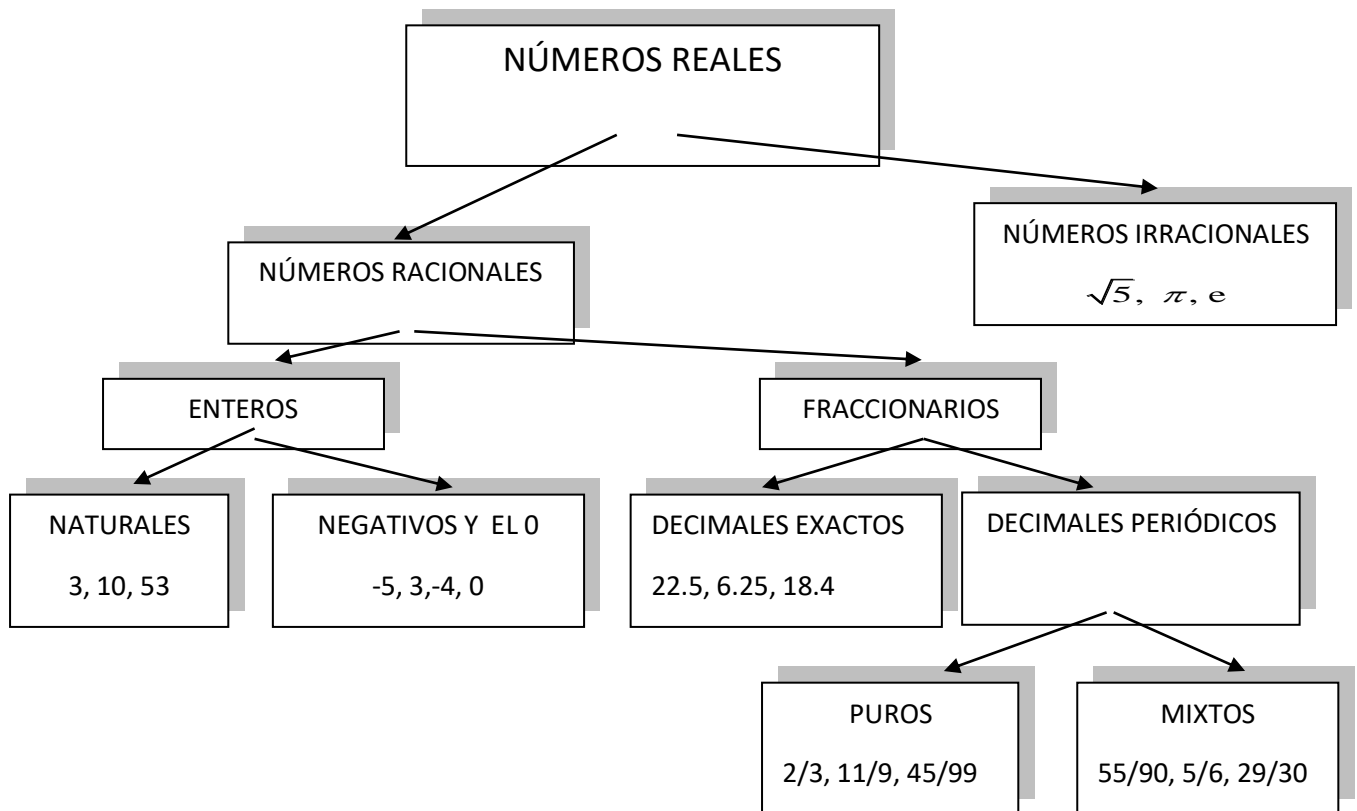 NÚMEROS REALES
NÚMEROS IRRACIONALES
√5, π, e
NÚMEROS RACIONALES
ENTEROS
FRACCIONARIOS
NATURALES
3, 10, 53
NEGATIVOS Y EL 0
-5, 3,-4, 0
DECIMALES EXACTOS
22.5, 6.25, 18.4
DECIMALES PERIÓDICOS
PUROS
2/3, 11/9, 45/99
MIXTOS
55/90, 5/6, 29/30